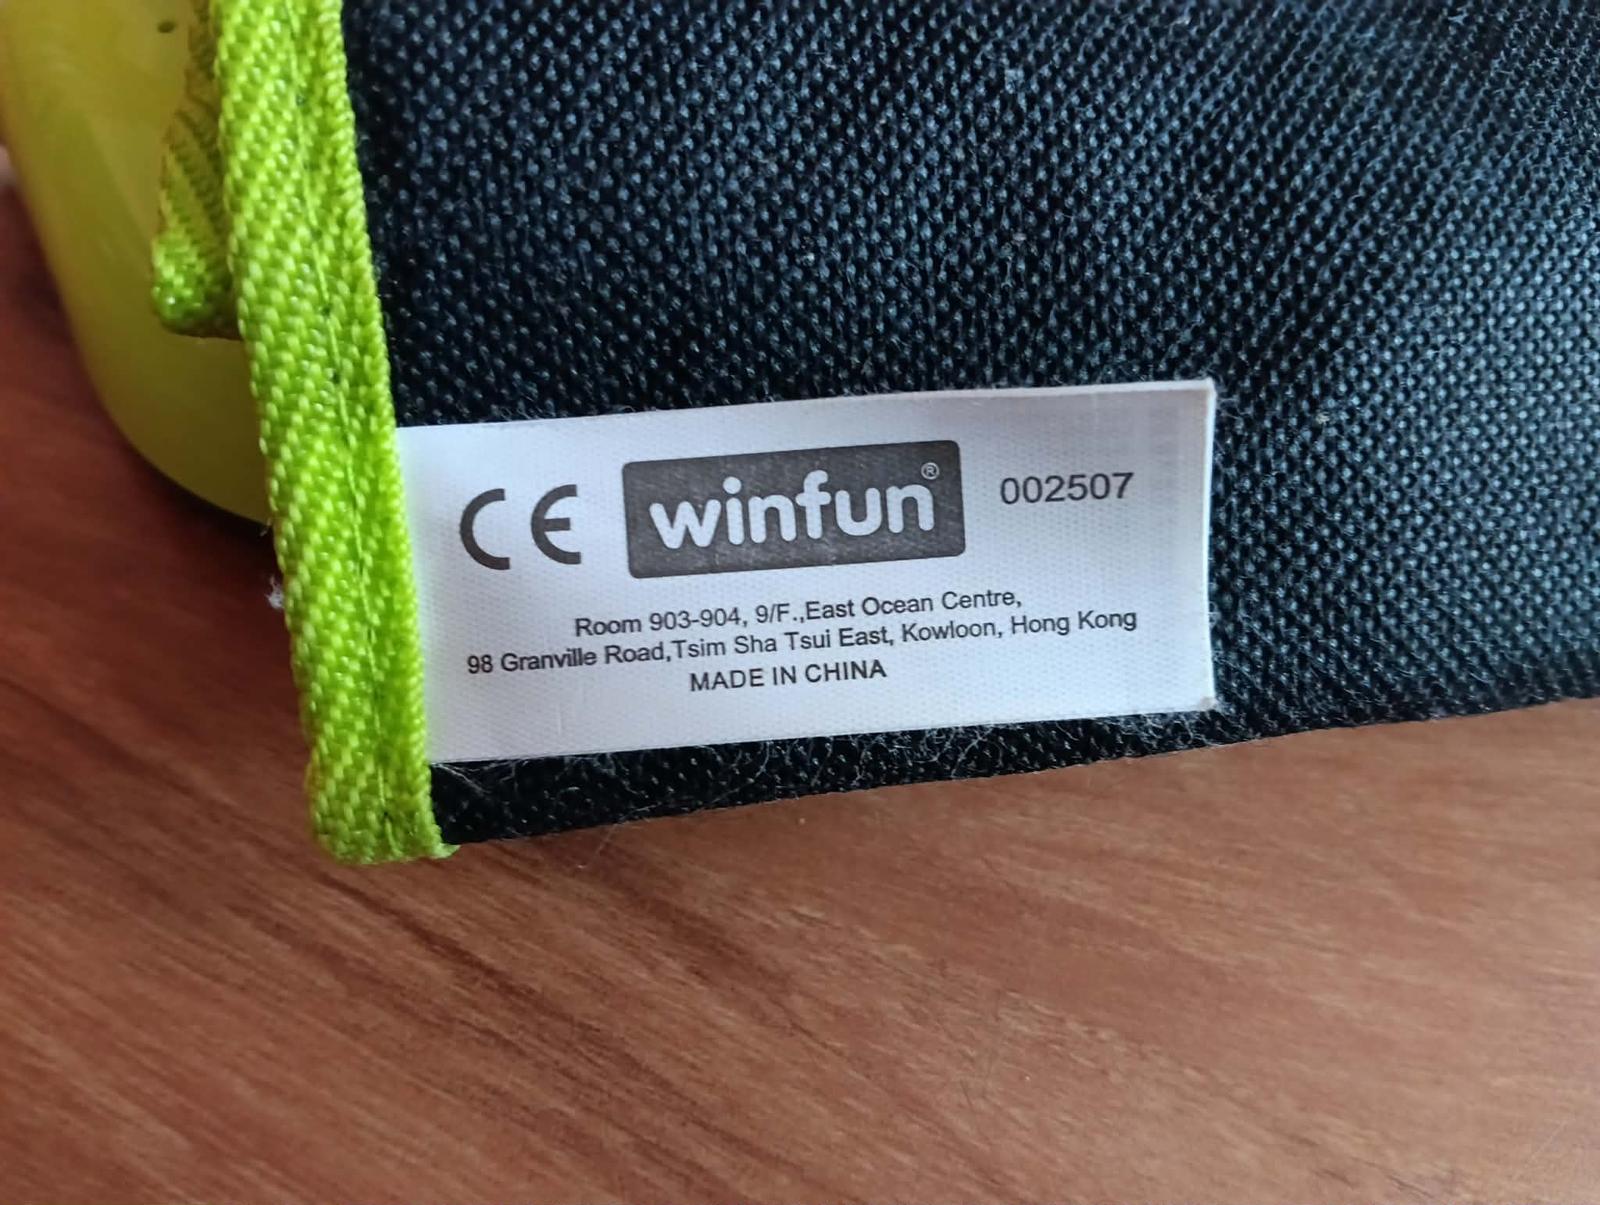 CE winfun® 002507
Room 903-904, 9/F.,East Ocean Centre,
98 Granville Road,Tsim Sha Tsui East, Kowloon, Hong Kong
MADE IN CHINA